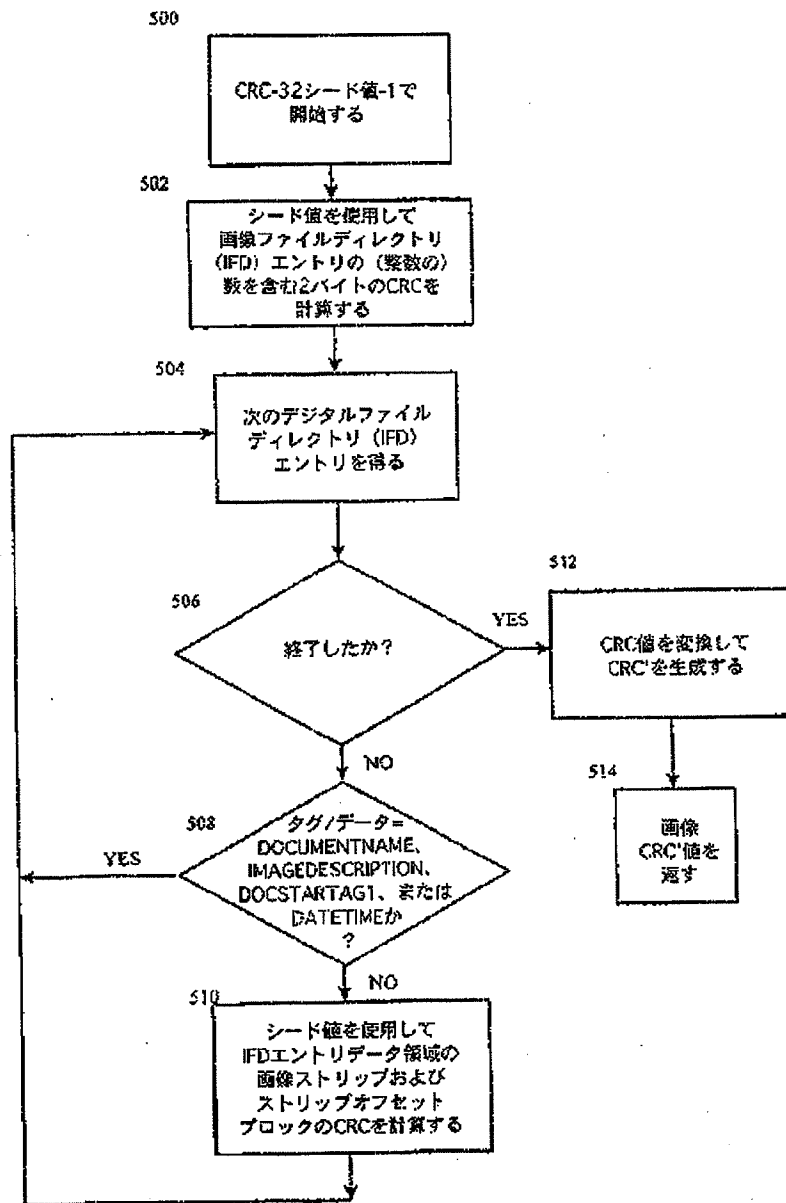 500
CRC-32シード値-1で
開始する
502
シード値を使用して
画像ファイルディレクトリ
(IFD) エントリの (整数の)
数を含む2バイトのCRCを
計算する
504
次のデジタルファイル
ディレクトリ (IFD)
エントリを得る
506
終了したか?
YES
512
CRC値を変換して
CRC'を生成する
NO
514
画像
CRC'値を
返す
508
タグ/データ=
DOCUMENTNAME、
IMAGEDESCRIPTION、
DOCSTARTAG1、または
DATETIMEか
?
YES
NO
510
シード値を使用して
IFDエントリデータ領域の
画像ストリップおよび
ストリップオフセット
ブロックのCRCを計算する